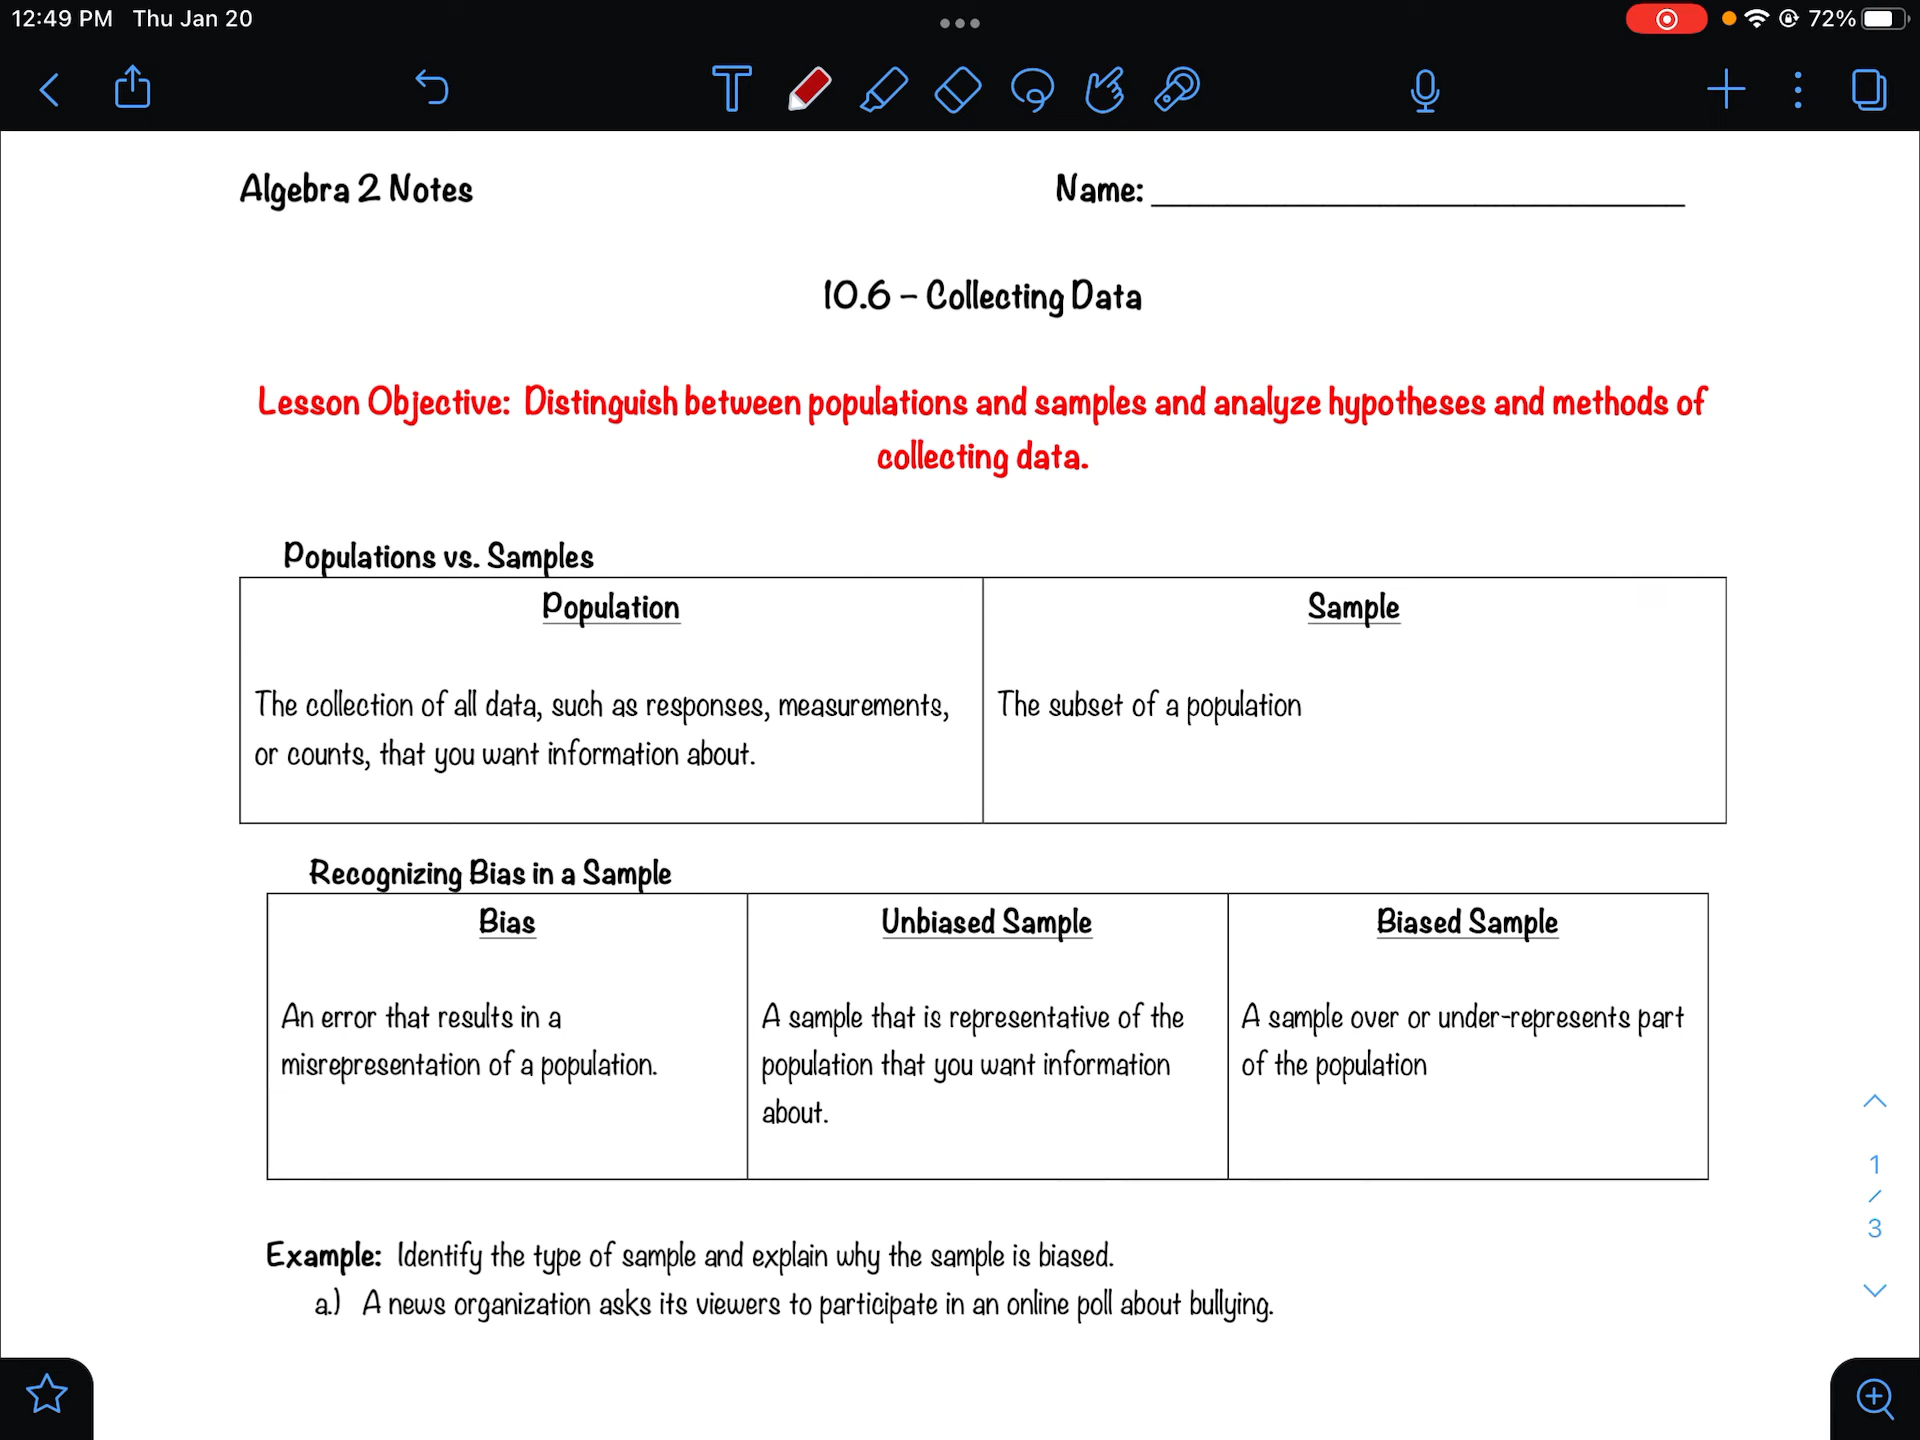 12:49 PM Thu Jan 20
72%
Algebra 2 Notes
Name:
10.6 – Collecting Data
Lesson Objective: Distinguish between populations and samples and analyze hypotheses and methods of
collecting data.
Populations vs. Samples
Population
Sample
The collection of all data, such as responses, measurements,
or counts, that you want information about.
The subset of a population
Recognizing Bias in a Sample
Bias
Unbiased Sample
Biased Sample
An error that results in a
misrepresentation of a population.
A sample that is representative of the
population that you want information
about.
A sample over or under-represents part
of the population
1
/
3
Example: Identify the type of sample and explain why the sample is biased.
a.) A news organization asks its viewers to participate in an online poll about bullying.